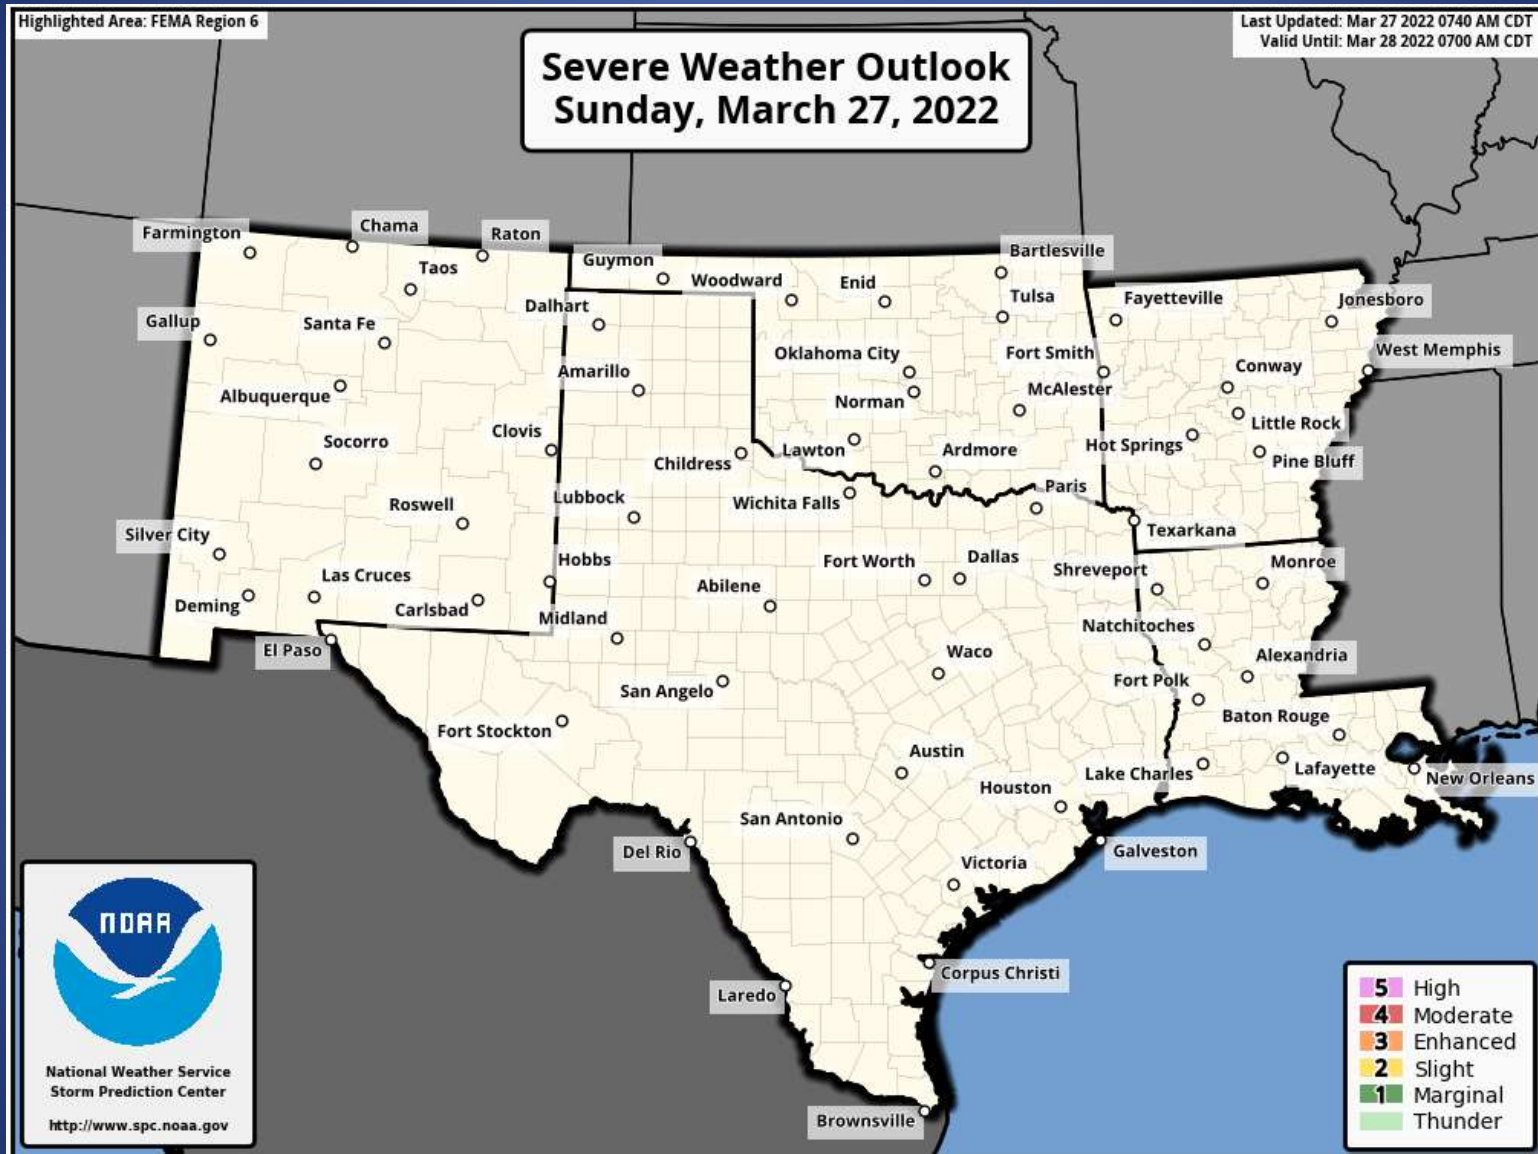 Highlighted Area: FEMA Region 6
Last Updated: Mar 27 2022 0740 AM CDT
Valid Until: Mar 28 2022 0700 AM CDT
Severe Weather Outlook
Sunday, March 27, 2022
Farmington
Chama
Raton
Taos
Gallup
Santa Fe
Albuquerque
Socorro
Clovis
Roswell
Silver City
Las Cruces
Deming
Carlsbad
Hobbs
Guymon
Woodward
Enid
Bartlesville
Tulsa
Dalhart
Amarillo
Oklahoma City
Norman
Fort Smith
McAlester
Lawton
Ardmore
Childress
Wichita Falls
Lubbock
Paris
Fayetteville
Jonesboro
West Memphis
Conway
Little Rock
Hot Springs
Pine Bluff
Texarkana
Fort Worth
Dallas
Shreveport
Monroe
Abilene
Midland
Natchitoches
Alexandria
El Paso
San Angelo
Waco
Fort Polk
Baton Rouge
Fort Stockton
Austin
Houston
Lake Charles
Lafayette
New Orleans
San Antonio
Del Rio
Victoria
Galveston
Corpus Christi
Laredo
Brownsville
NOAA
National Weather Service
Storm Prediction Center
http://www.spc.noaa.gov
5 High
4 Moderate
3 Enhanced
2 Slight
1 Marginal
Thunder